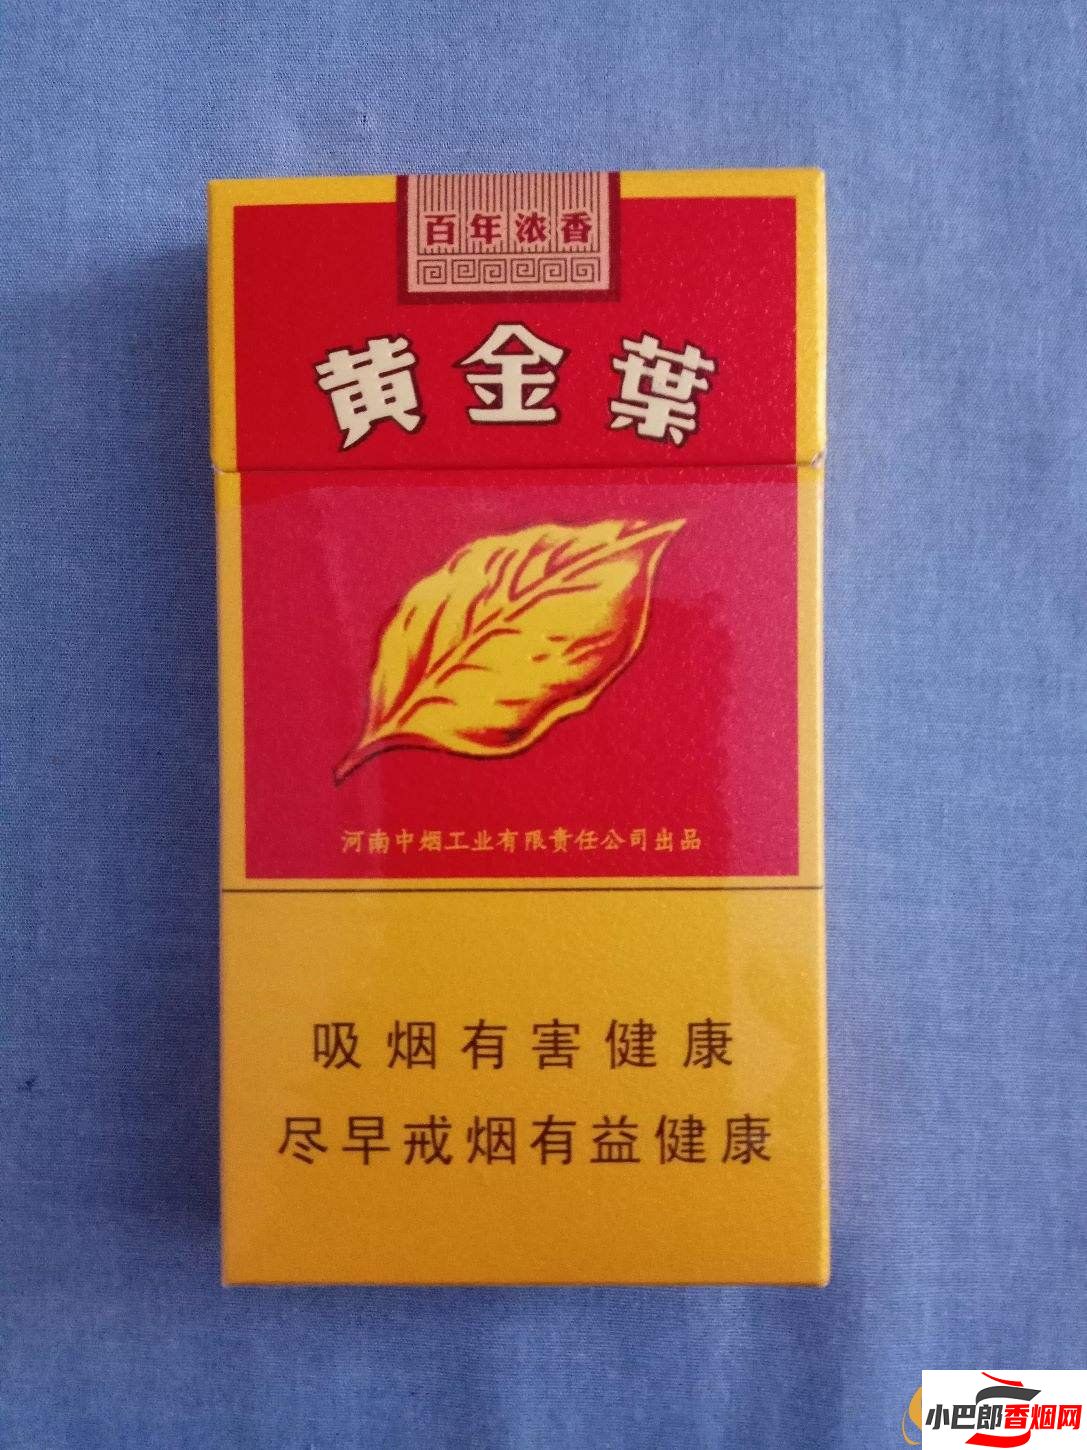 百年浓香
黄金葉
河南中烟工业有限责任公司出品
吸烟有害健康
尽早戒烟有益健康
小巴郎香烟网